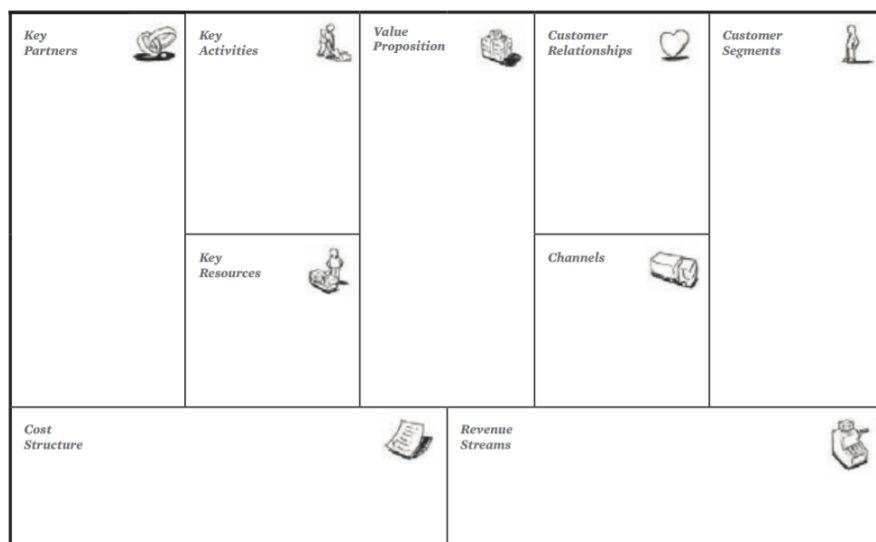 Key
Partners
Key
Activities
Value
Proposition
Customer
Relationships
Customer
Segments
Key
Resources
Channels
Cost
Structure
Revenue
Streams